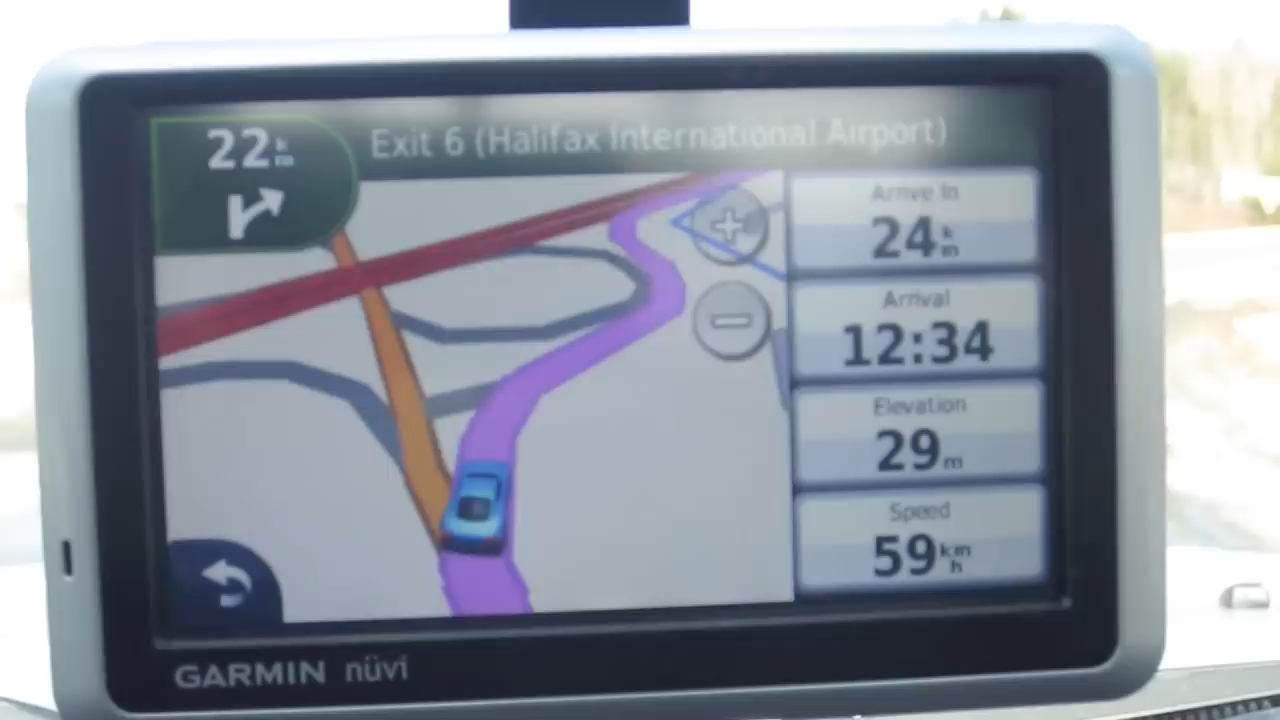 22 km
Exit 6 (Halifax International Airport)
Arrive In
24 km
Arrival
12:34
Elevation
29 m
Speed
59 km/h
GARMIN nüvi